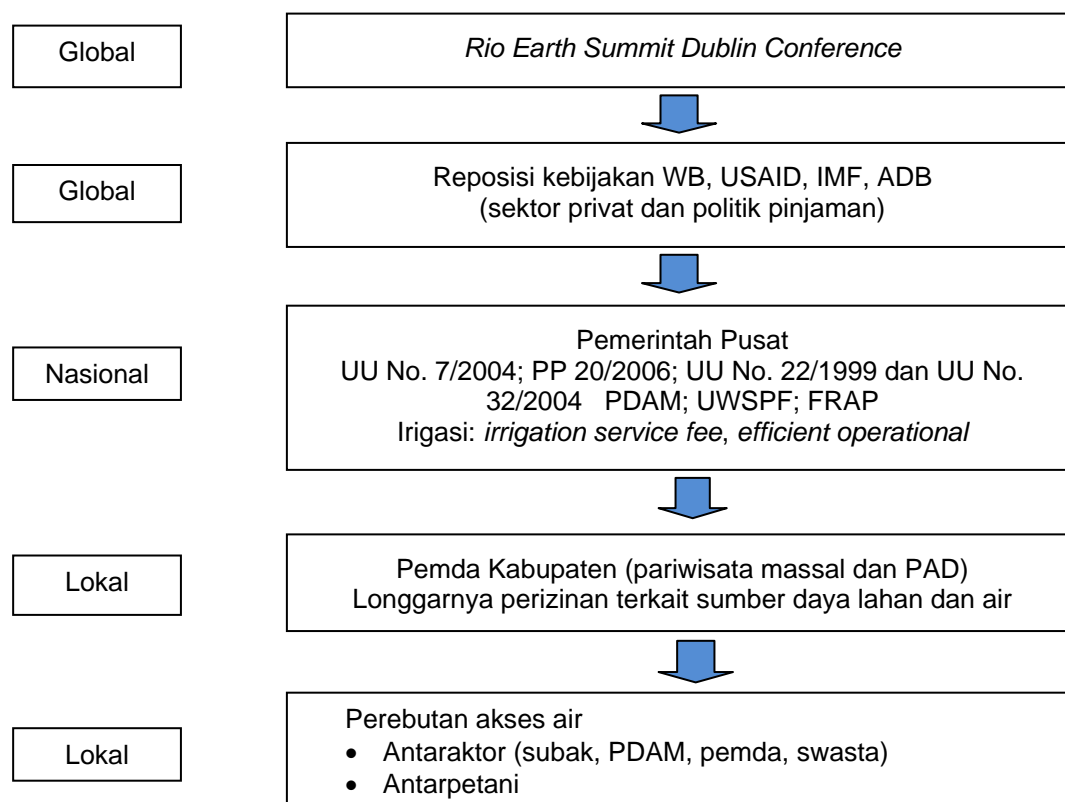 Global
Rio Earth Summit Dublin Conference
Global
Reposisi kebijakan WB, USAID, IMF, ADB
(sektor privat dan politik pinjaman)
Nasional
Pemerintah Pusat
UU No. 7/2004; PP 20/2006; UU No. 22/1999 dan UU No.
32/2004   PDAM; UWSPF; FRAP
Irigasi: irrigation service fee, efficient operational
Lokal
Pemda Kabupaten (pariwisata massal dan PAD)
Longgarnya perizinan terkait sumber daya lahan dan air
Lokal
Perebutan akses air
• Antaraktor (subak, PDAM, pemda, swasta)
• Antarpetani